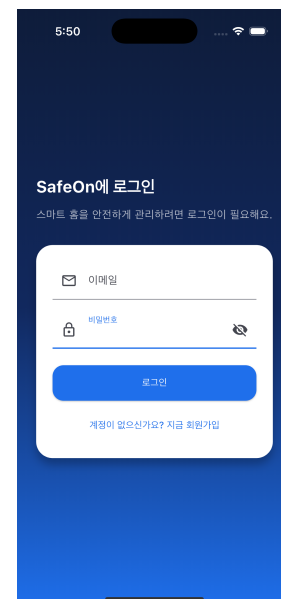 5:50
SafeOn에 로그인
스마트 홈을 안전하게 관리하려면 로그인이 필요해요.
이메일
비밀번호
로그인
계정이 없으신가요? 지금 회원가입